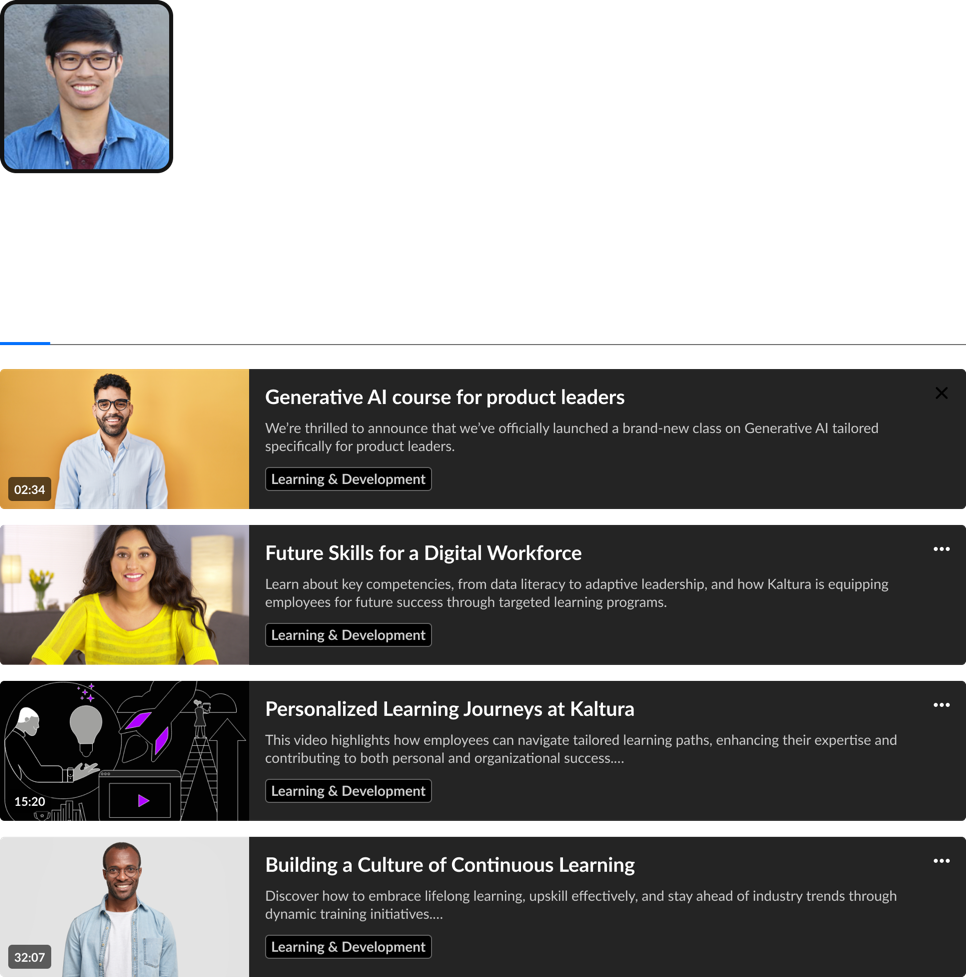 Generative AI course for product leaders
We’re thrilled to announce that we’ve officially launched a brand-new class on Generative AI tailored
specifically for product leaders.
Learning & Development
02:34
Future Skills for a Digital Workforce
Learn about key competencies, from data literacy to adaptive leadership, and how Kaltura is equipping
employees for future success through targeted learning programs.
Learning & Development
Personalized Learning Journeys at Kaltura
This video highlights how employees can navigate tailored learning paths, enhancing their expertise and
contributing to both personal and organizational success....
Learning & Development
15:20
Building a Culture of Continuous Learning
Discover how to embrace lifelong learning, upskill effectively, and stay ahead of industry trends through
dynamic training initiatives....
Learning & Development
32:07